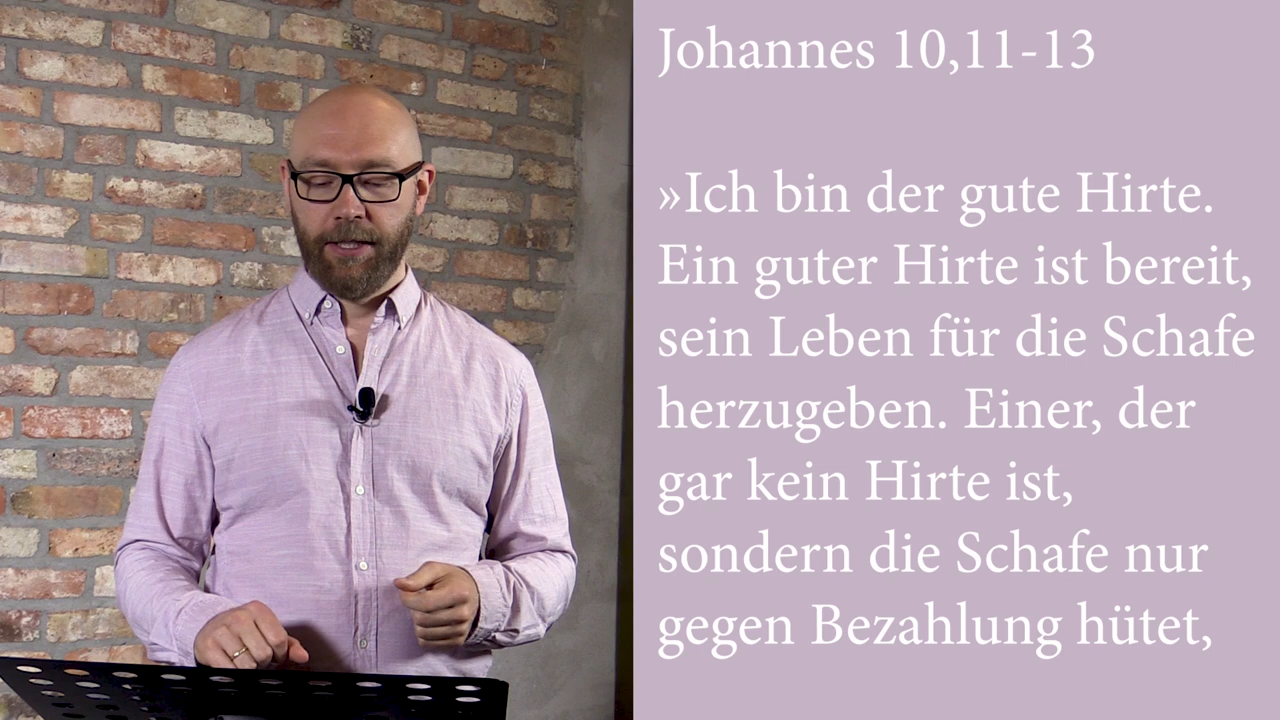 Johannes 10,11-13
»Ich bin der gute Hirte.
Ein guter Hirte ist bereit,
sein Leben für die Schafe
herzugeben. Einer, der
gar kein Hirte ist,
sondern die Schafe nur
gegen Bezahlung hütet,